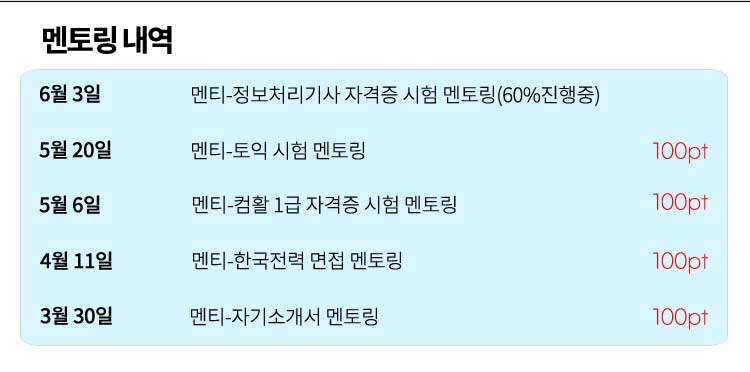 멘토링 내역
6월 3일 멘티-정보처리기사 자격증 시험 멘토링(60%진행중)
5월 20일 멘티-토익 시험 멘토링 100pt
5월 6일 멘티-컴활 1급 자격증 시험 멘토링 100pt
4월 11일 멘티-한국전력 면접 멘토링 100pt
3월 30일 멘티-자기소개서 멘토링 100pt